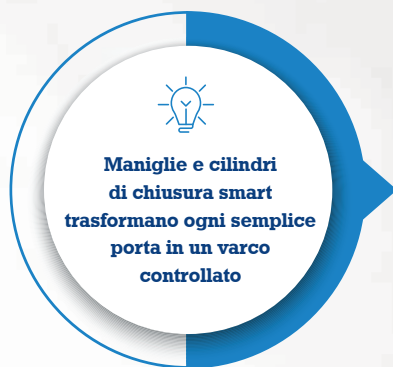 Maniglie e cilindri
di chiusura smart
trasformano ogni semplice
porta in un varco
controllato